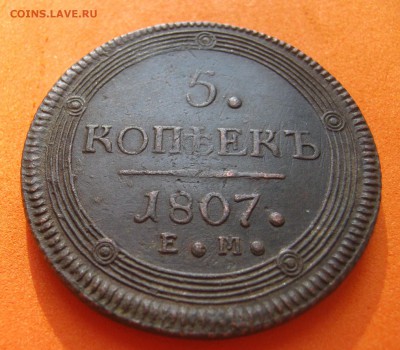 COINS.LAVE.RU
5.
КОПѢЕКЪ
1807.
Е. М.